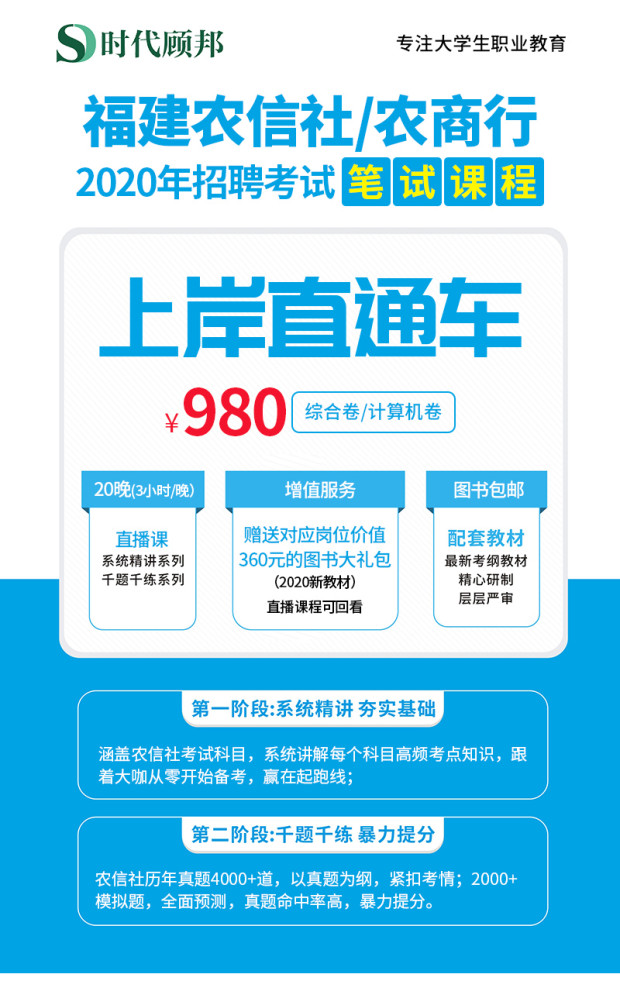 时代顾邦
专注大学生职业教育
福建农信社/农商行
2020年招聘考试 笔试课程
上岸直通车
¥980 综合卷/计算机卷
20晚(3小时/晚)
直播课
系统精讲系列
千题千练系列
增值服务
赠送对应岗位价值
360元的图书大礼包
(2020新教材)
直播课程可回看
图书包邮
配套教材
最新考纲教材
精心研制
层层严审
第一阶段:系统精讲 夯实基础
涵盖农信社考试科目，系统讲解每个科目高频考点知识，跟
着大咖从零开始备考，赢在起跑线；
第二阶段:千题千练 暴力提分
农信社历年真题4000+道，以真题为纲，紧扣考情；2000+
模拟题，全面预测，真题命中率高，暴力提分。